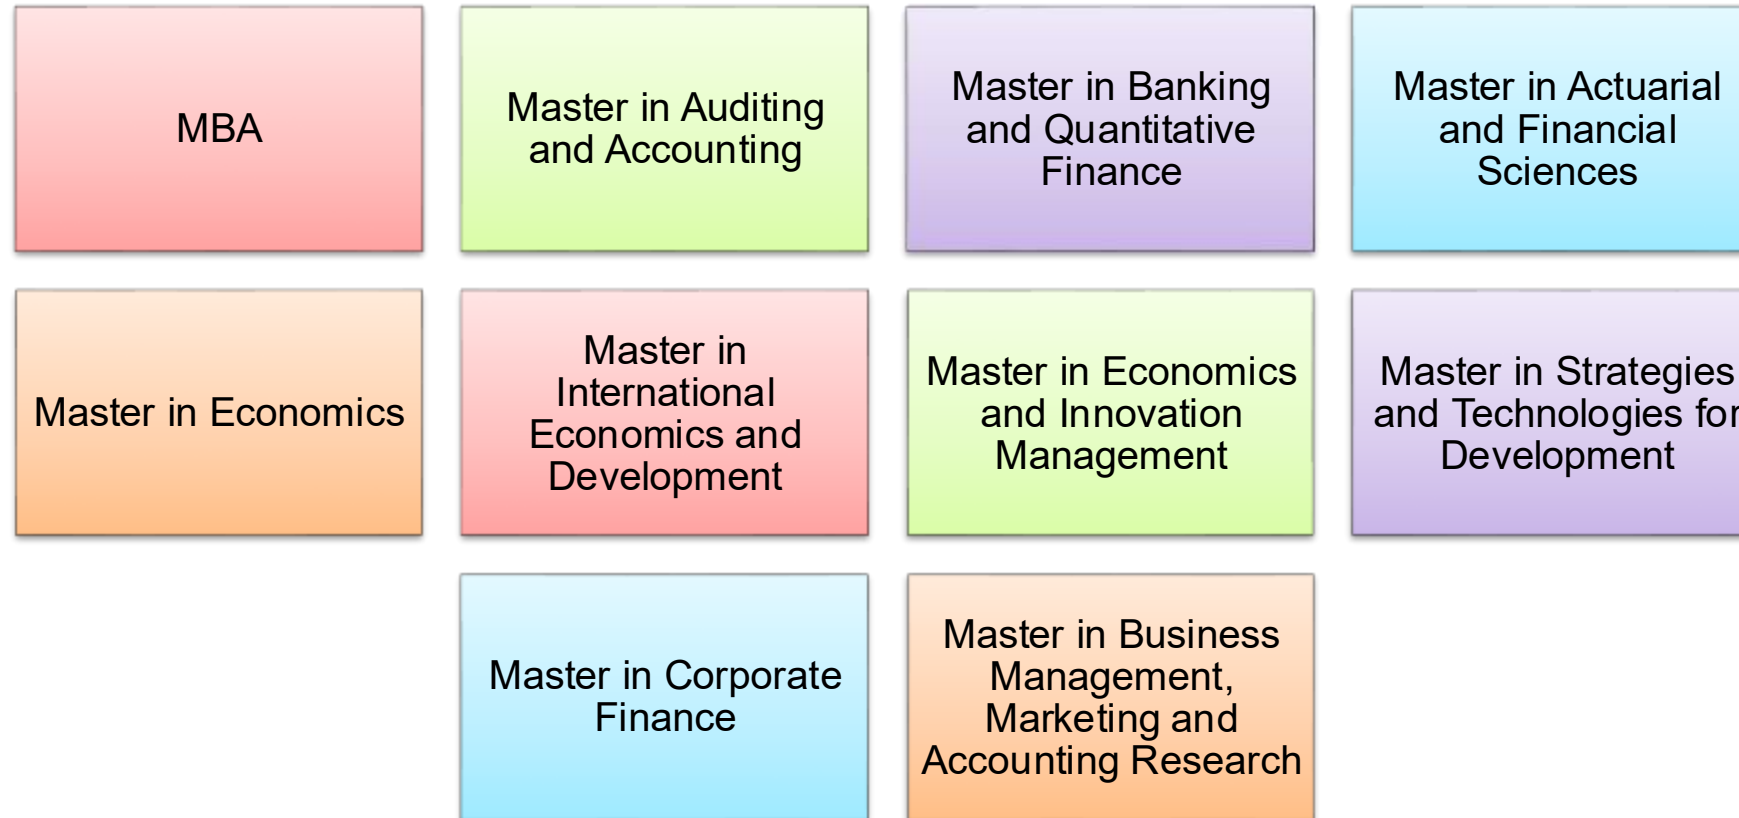 MBA
Master in Auditing
and Accounting
Master in Banking
and Quantitative
Finance
Master in Actuarial
and Financial
Sciences
Master in Economics
Master in
International
Economics and
Development
Master in Economics
and Innovation
Management
Master in Strategies
and Technologies for
Development
Master in Corporate
Finance
Master in Business
Management,
Marketing and
Accounting Research